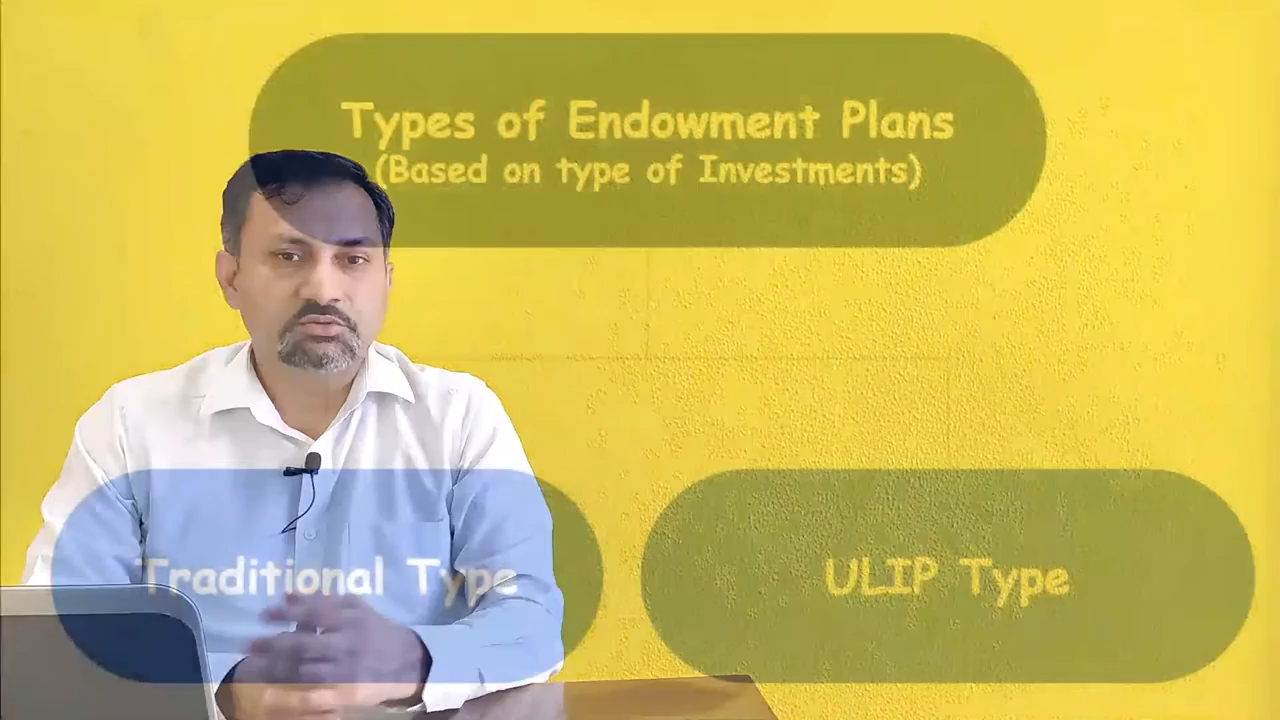 Types of Endowment Plans
(Based on type of Investments)
Traditional Type
ULIP Type